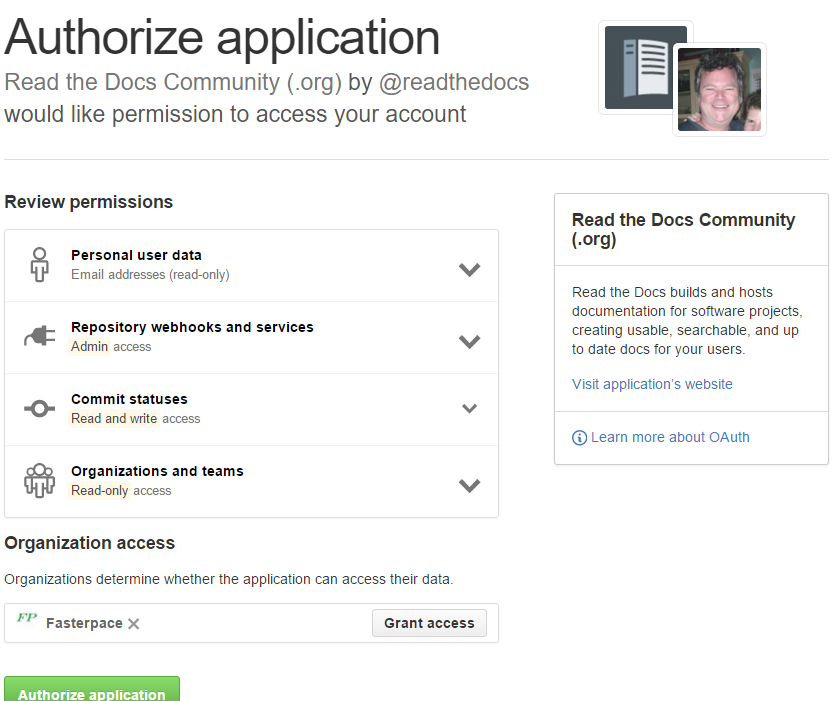 Authorize application
Read the Docs Community (.org) by @readthedocs
would like permission to access your account
Review permissions
Personal user data
Email addresses (read-only)
Repository webhooks and services
Admin access
Commit statuses
Read and write access
Organizations and teams
Read-only access
Organization access
Organizations determine whether the application can access their data.
FP Fasterpace
Grant access
Authorize application
Read the Docs Community
(.org)
Read the Docs builds and hosts
documentation for software projects,
creating usable, searchable, and up
to date docs for your users.
Visit application's website
Learn more about OAuth